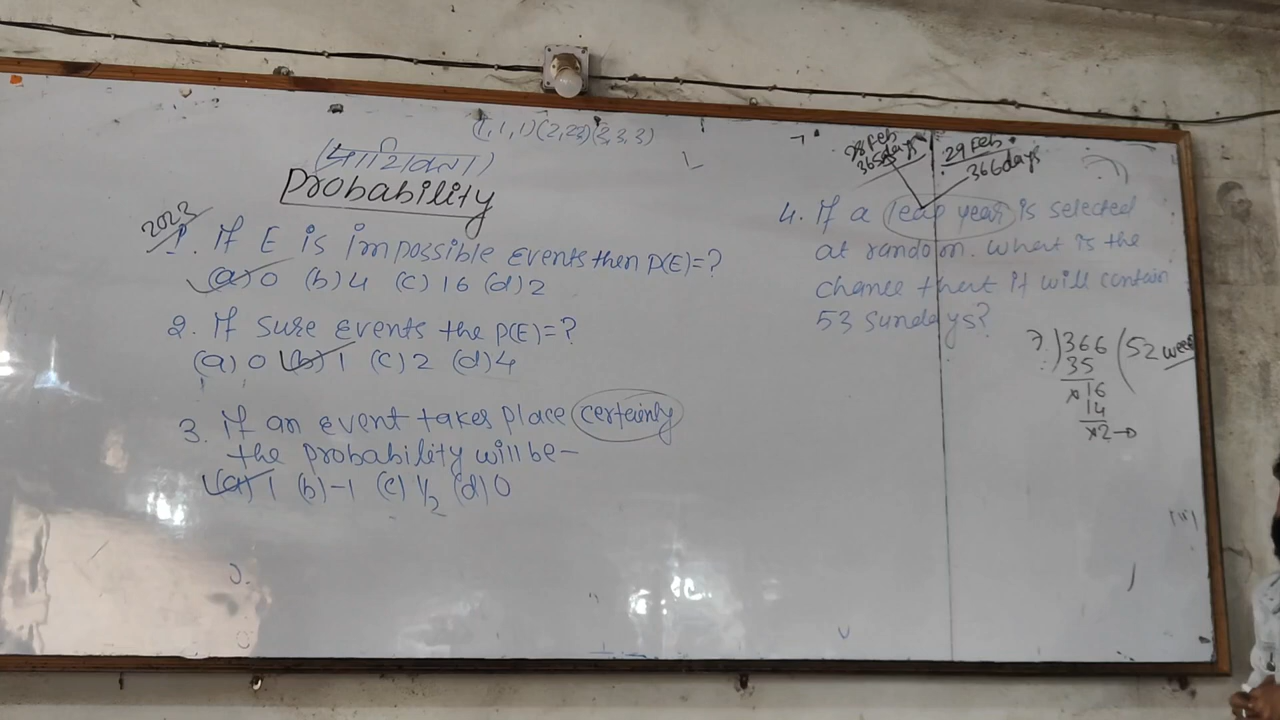 (1,1,1)(2,2,2)(3,3,3)
Probability
2023
1. If E is impossible events then P(E)=?
(a) 0 (b) 4 (c) 16 (d) 2
2. If Sure Events the P(E)=?
(a) 0 (b) 1 (c) 2 (d) 4
3. If an event takes place certainly
the probability will be-
(a) 1 (b) -1 (c) 1/2 (d) 0
28 Feb
365 days
29 Feb
366 days
4. If a leap year is selected
at random. what is the
chance that it will contain
53 Sundays?
7)366(52 week
35
16
14
×2→